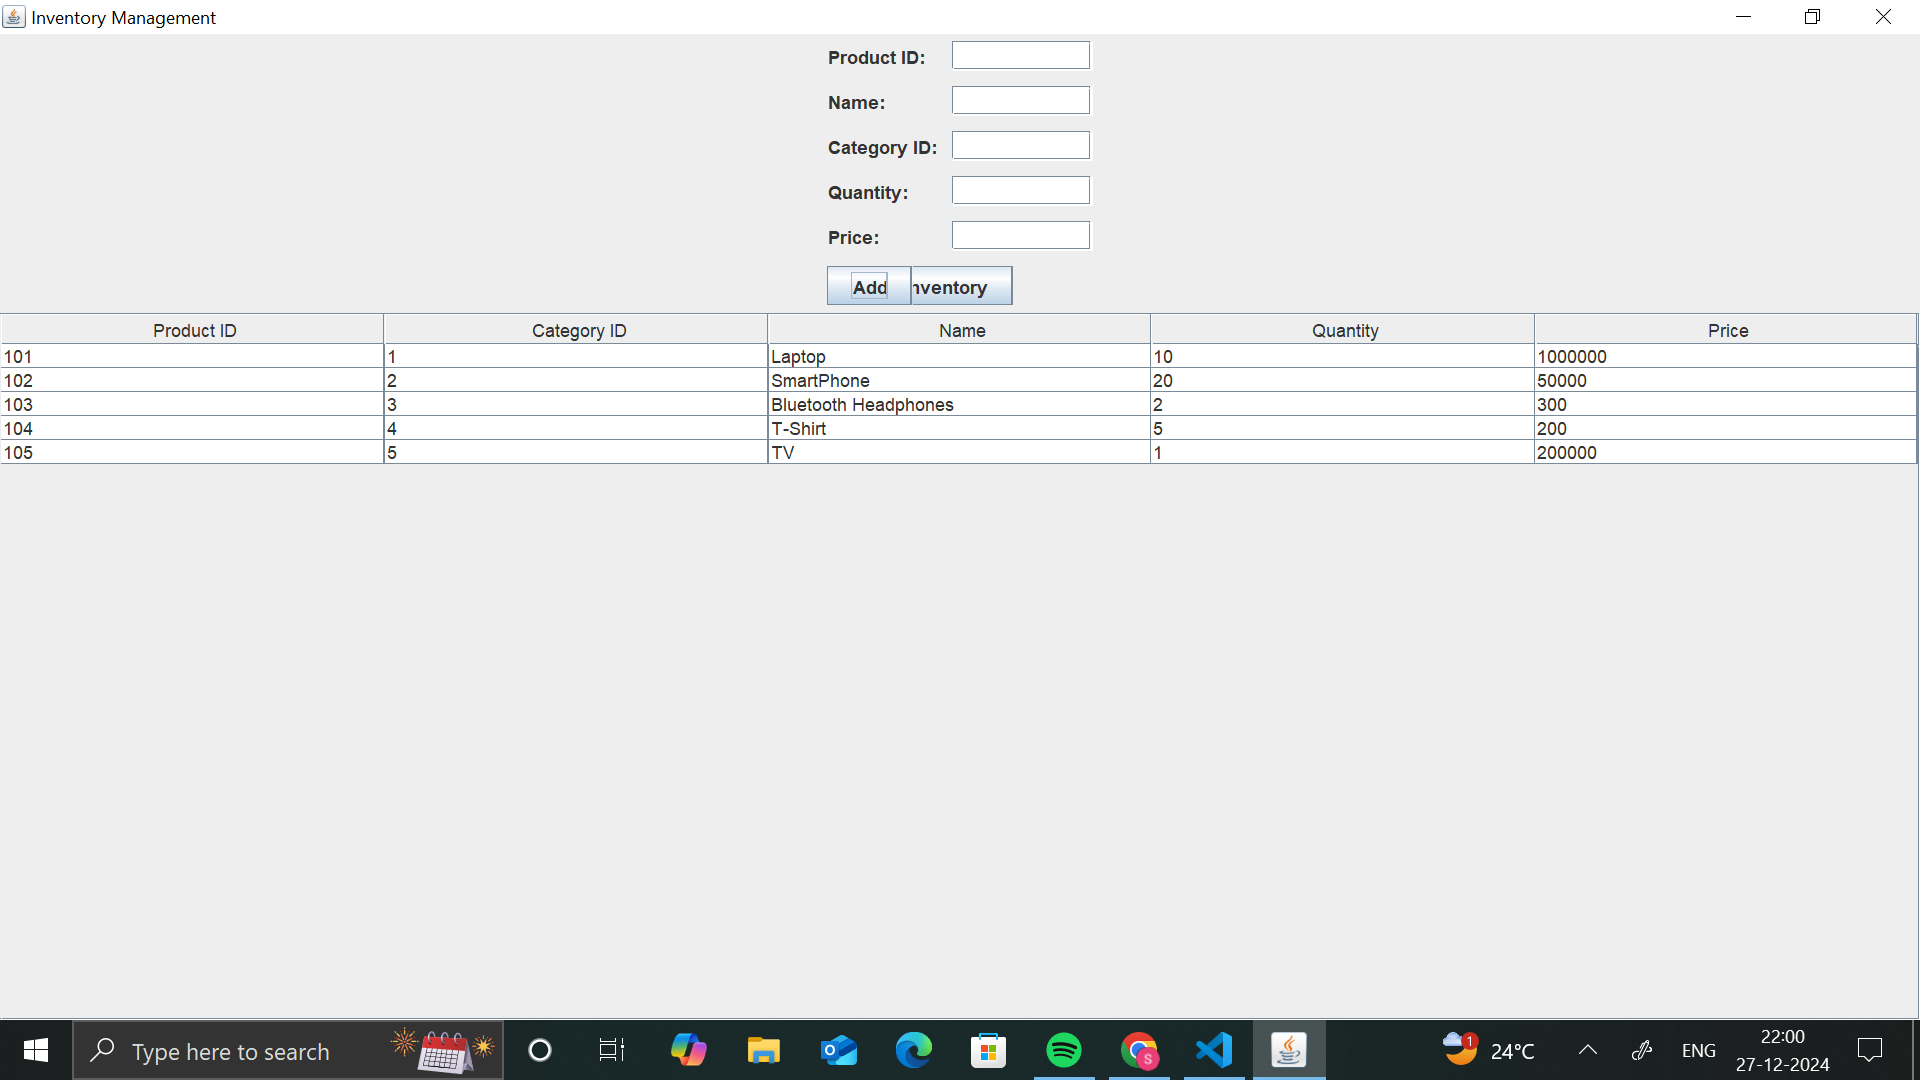 Inventory Management
Product ID:
Name:
Category ID:
Quantity:
Price:
Add nventory
Product ID Category ID Name Quantity Price
101 1 Laptop 10 1000000
102 2 SmartPhone 20 50000
103 3 Bluetooth Headphones 2 300
104 4 T-Shirt 5 200
105 5 TV 1 200000
Type here to search
S
1
24°C
ENG
22:00
27-12-2024